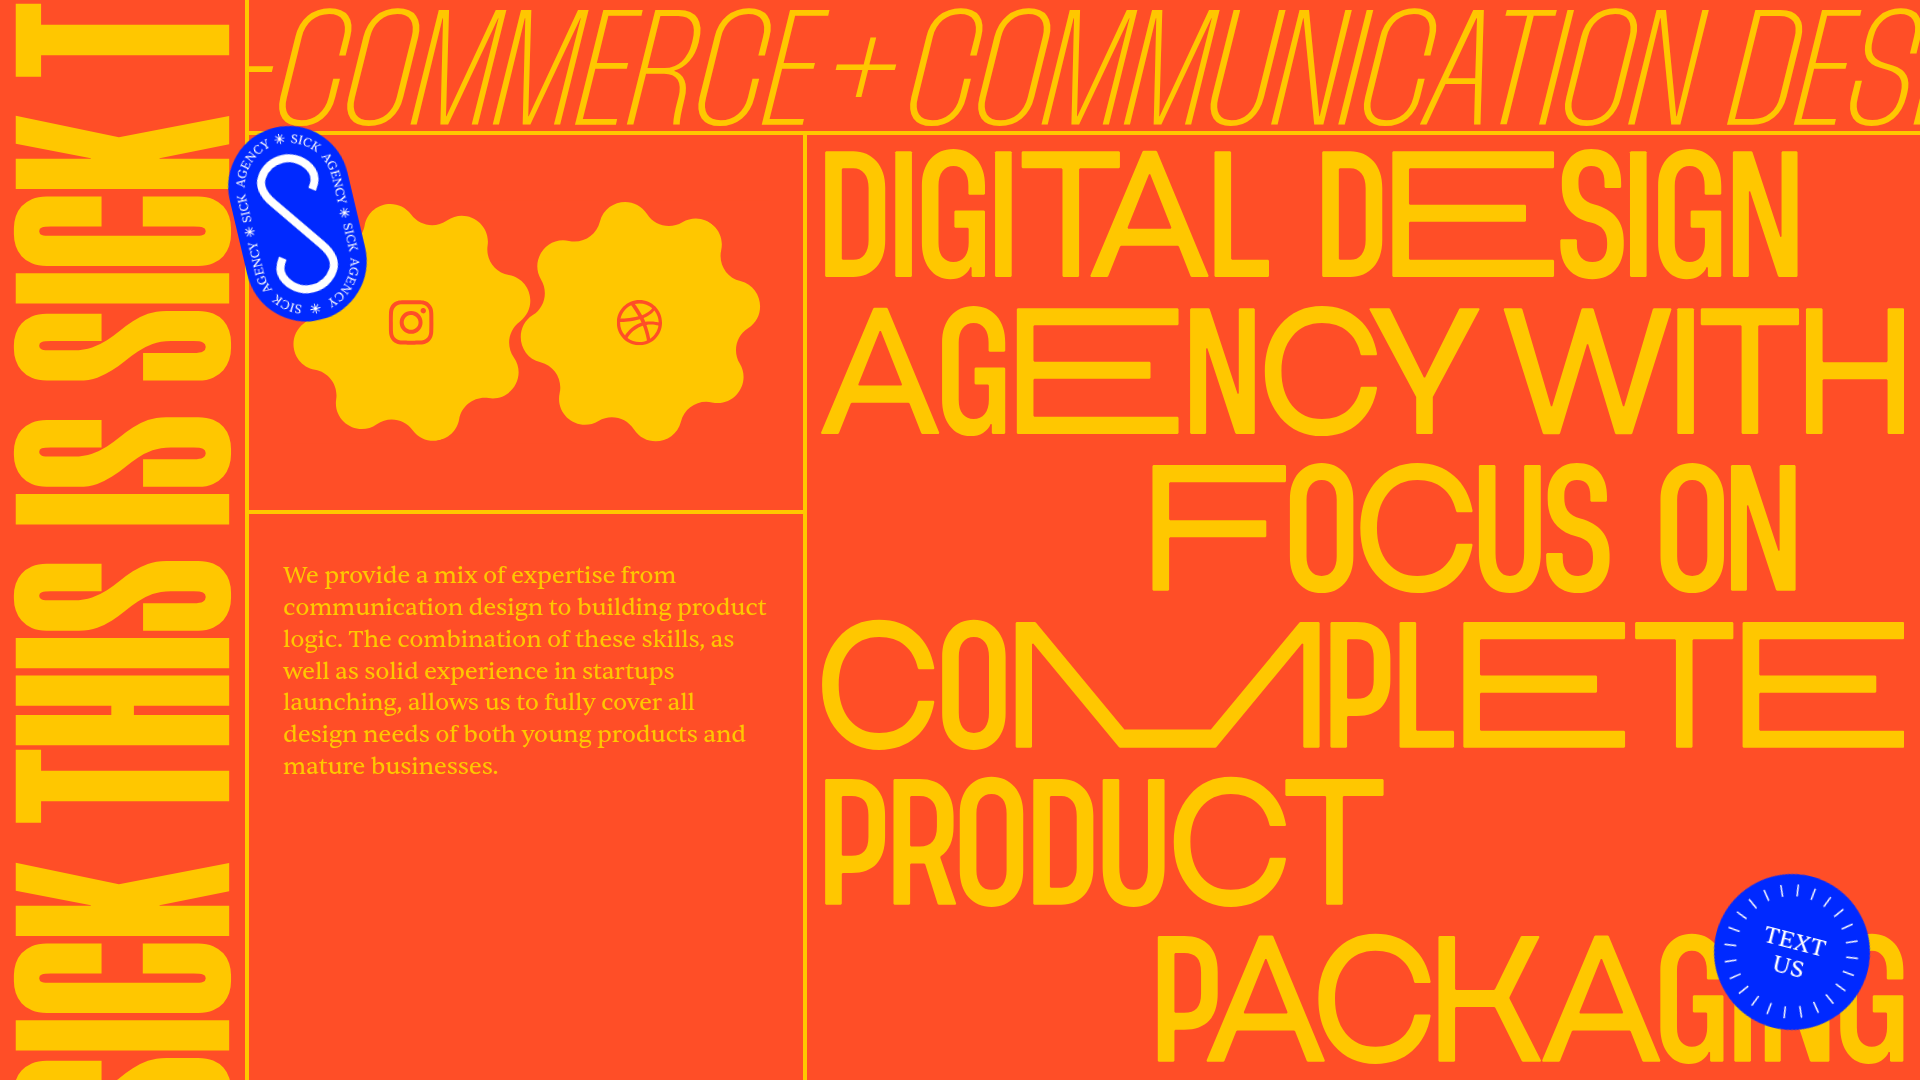 -COMMERCE + COMMUNICATION DES
SICK THIS IS SICK T
SICK AGENCY ✳ SICK AGENCY ✳ SICK AGENCY ✳ SICK AGENCY ✳
S
DIGITAL DESIGN
AGENCY WITH
FOCUS ON
COMPLETE
PRODUCT
PACKAGING
We provide a mix of expertise from
communication design to building product
logic. The combination of these skills, as
well as solid experience in startups
launching, allows us to fully cover all
design needs of both young products and
mature businesses.
TEXT
US